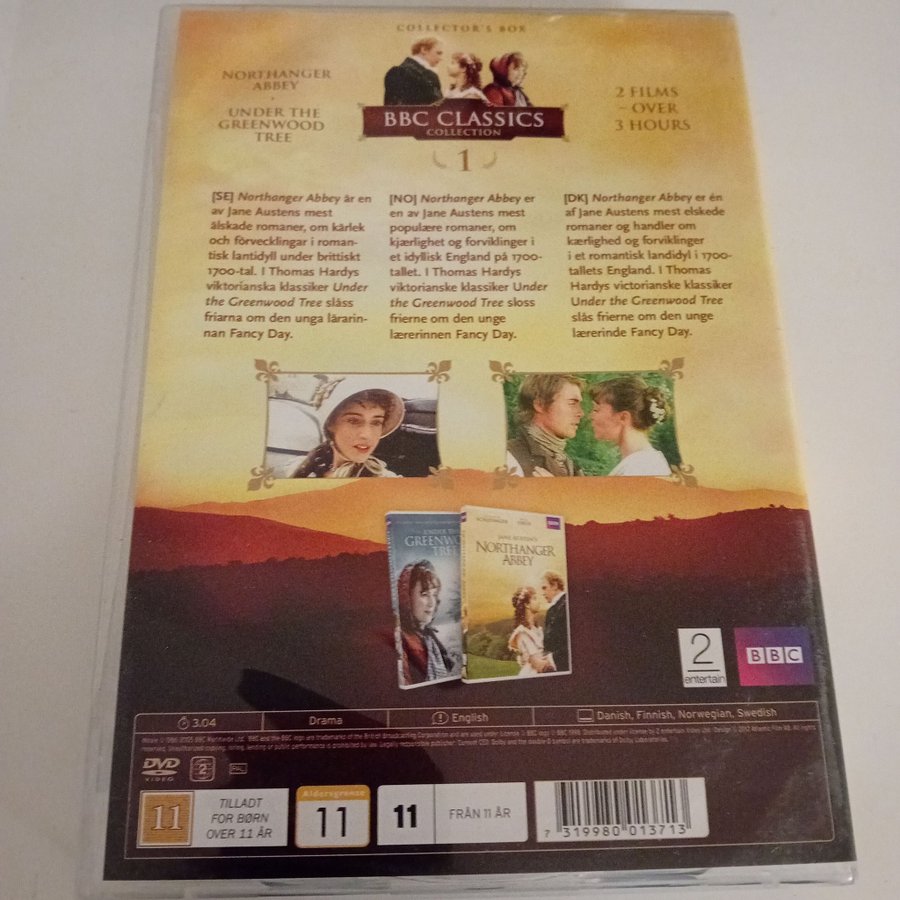 COLLECTOR'S BOX
NORTHANGER
ABBEY
•
UNDER THE
GREENWOOD
TREE
BBC CLASSICS
COLLECTION
1
2 FILMS
– OVER
3 HOURS
[SE] Northanger Abbey är en
av Jane Austens mest
älskade romaner, om kärlek
och förvecklingar i roman-
tisk lantidyll under brittiskt
1700-tal. I Thomas Hardys
viktorianska klassiker Under
the Greenwood Tree slåss
friarna om den unga lärarin-
nan Fancy Day.
[NO] Northanger Abbey er
en av Jane Austens mest
populære romaner, om
kjærlighet og forviklinger i
et idyllisk England på 1700-
tallet. I Thomas Hardys
viktorianske klassiker Under
the Greenwood Tree sloss
frierne om den unge
lærerinnen Fancy Day.
[DK] Northanger Abbey er én
af Jane Austens mest elskede
romaner og handler om
kærlighed og forviklinger
i et romantisk landidyl i 1700-
tallets England. I Thomas
Hardys victorianske klassiker
Under the Greenwood Tree
slås frierne om den unge
lærerinde Fancy Day.
UNDER THE
GREENWO
TREE
JANE AUSTEN'S
NORTHANGER
ABBEY
2
entertain
BBC
3.04
Drama
English
Danish, Finnish, Norwegian, Swedish
DVD
VIDEO
2
PAL
11
TILLADT
FOR BØRN
OVER 11 ÅR
Aldersgrense
11
11
FRÅN 11 ÅR
7 319980 013713